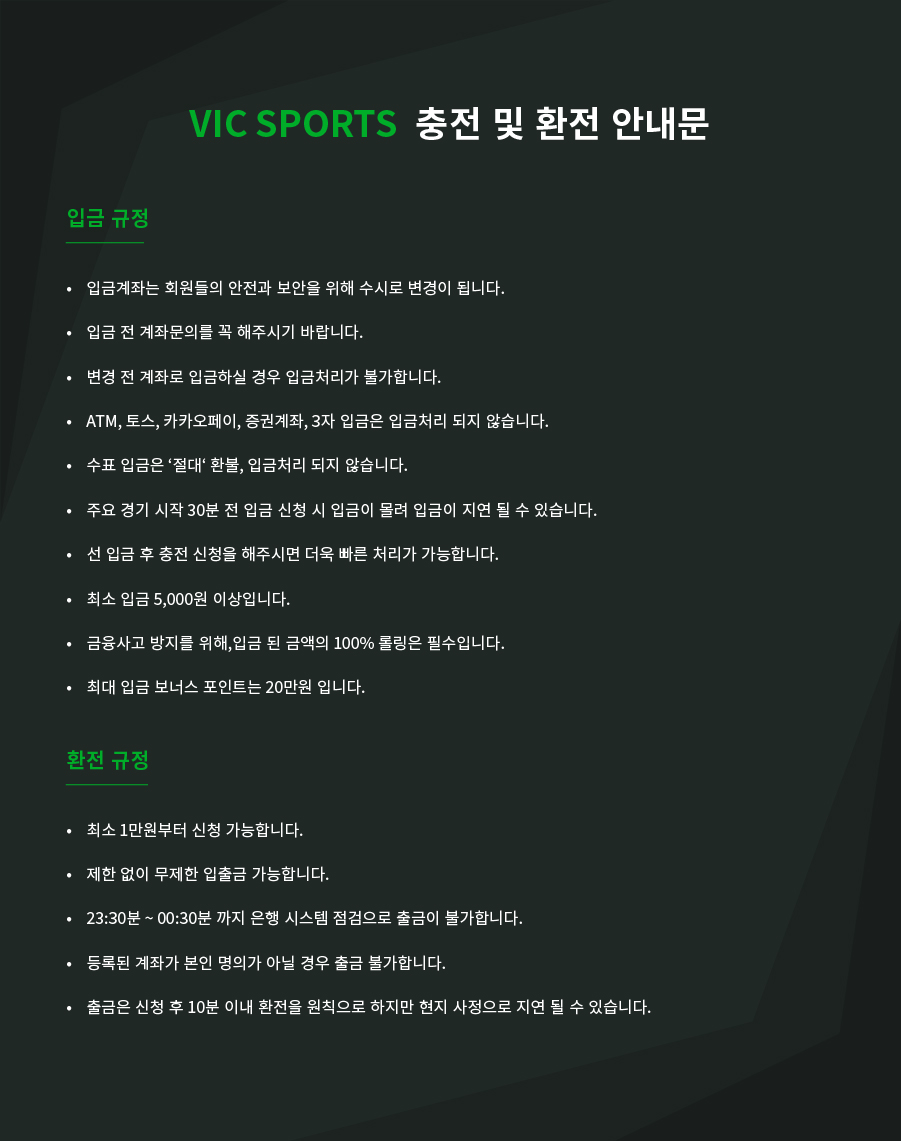 VIC SPORTS 충전 및 환전 안내문
입금 규정
• 입금계좌는 회원들의 안전과 보안을 위해 수시로 변경이 됩니다.
• 입금 전 계좌문의를 꼭 해주시기 바랍니다.
• 변경 전 계좌로 입금하실 경우 입금처리가 불가합니다.
• ATM, 토스, 카카오페이, 증권계좌, 3자 입금은 입금처리 되지 않습니다.
• 수표 입금은 ‘절대‘ 환불, 입금처리 되지 않습니다.
• 주요 경기 시작 30분 전 입금 신청 시 입금이 몰려 입금이 지연 될 수 있습니다.
• 선 입금 후 충전 신청을 해주시면 더욱 빠른 처리가 가능합니다.
• 최소 입금 5,000원 이상입니다.
• 금융사고 방지를 위해,입금 된 금액의 100% 롤링은 필수입니다.
• 최대 입금 보너스 포인트는 20만원 입니다.
환전 규정
• 최소 1만원부터 신청 가능합니다.
• 제한 없이 무제한 입출금 가능합니다.
• 23:30분 ~ 00:30분 까지 은행 시스템 점검으로 출금이 불가합니다.
• 등록된 계좌가 본인 명의가 아닐 경우 출금 불가합니다.
• 출금은 신청 후 10분 이내 환전을 원칙으로 하지만 현지 사정으로 지연 될 수 있습니다.